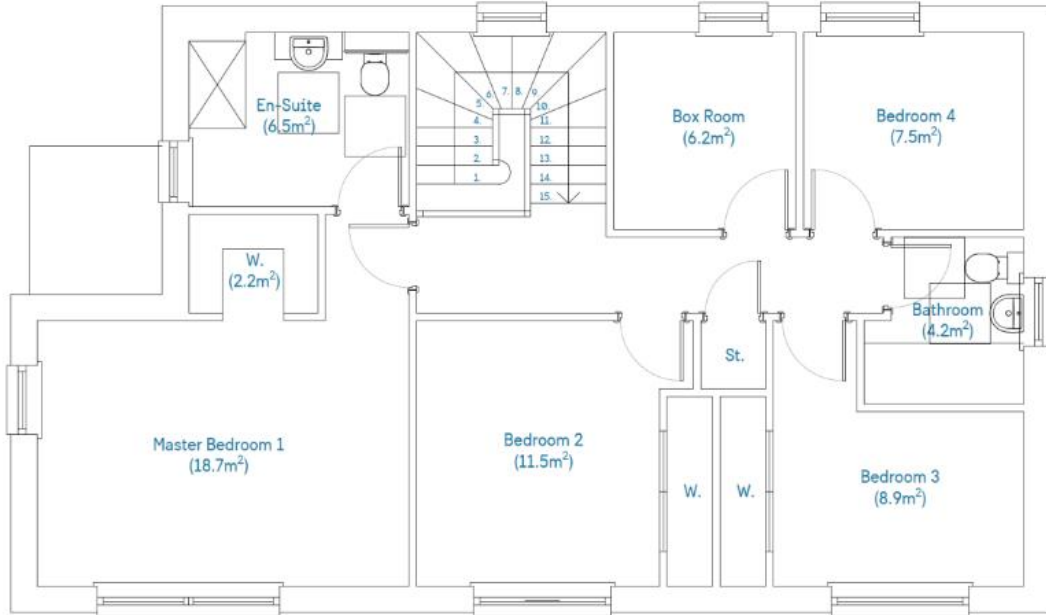 En-Suite
(6.5m²)
1.
2.
3.
4.
5.
6.
7.
8.
9.
10.
11.
12.
13.
14.
15.
Box Room
(6.2m²)
Bedroom 4
(7.5m²)
W.
(2.2m²)
Bathroom
(4.2m²)
St.
Master Bedroom 1
(18.7m²)
Bedroom 2
(11.5m²)
W.
W.
Bedroom 3
(8.9m²)